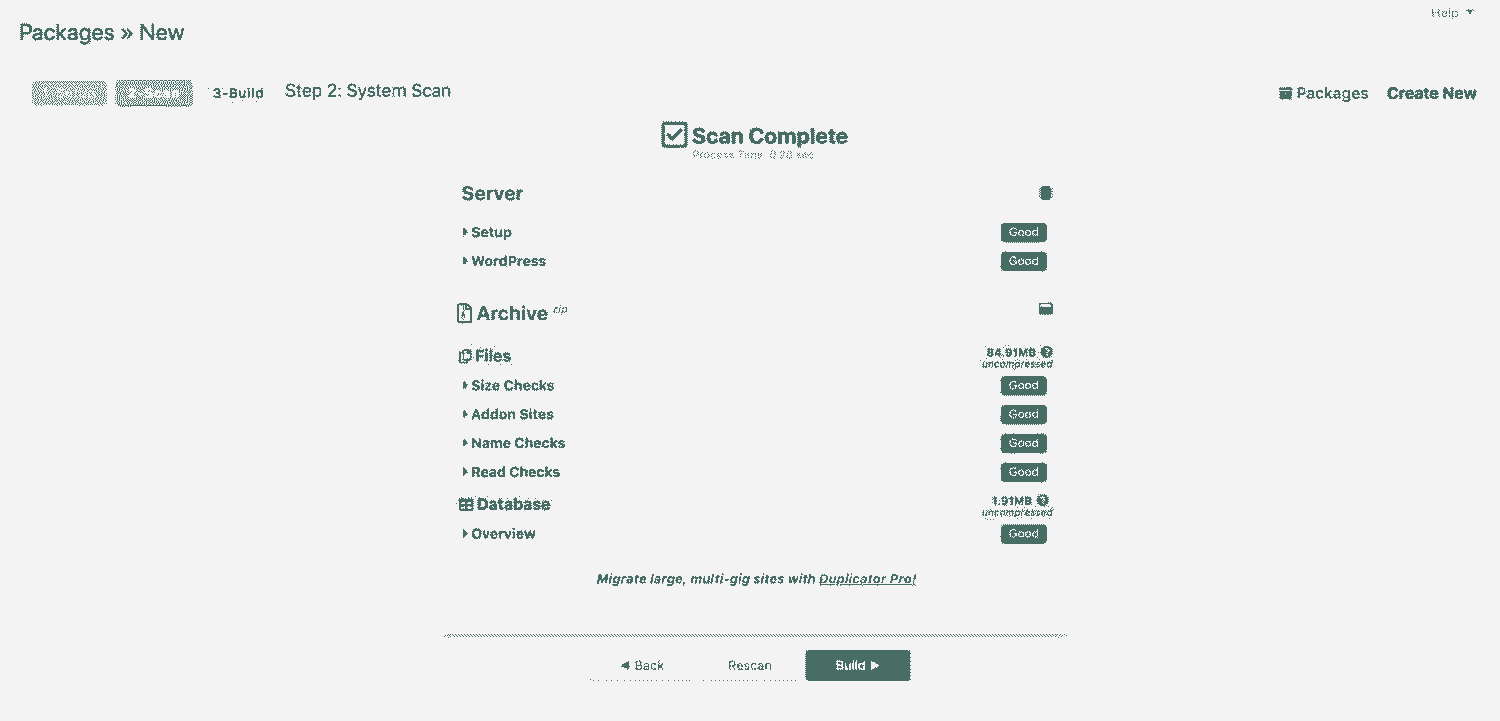 Help
Packages » New
2-Scan
3-Build
Step 2: System Scan
Packages
Create New
Scan Complete
Process Time: 0.20 sec
Server
Setup
Good
WordPress
Good
Archive zip
Files
84.91MB
uncompressed
Size Checks
Good
Addon Sites
Good
Name Checks
Good
Read Checks
Good
Database
1.91MB
uncompressed
Overview
Good
Migrate large, multi-gig sites with Duplicator Pro!
Back
Rescan
Build